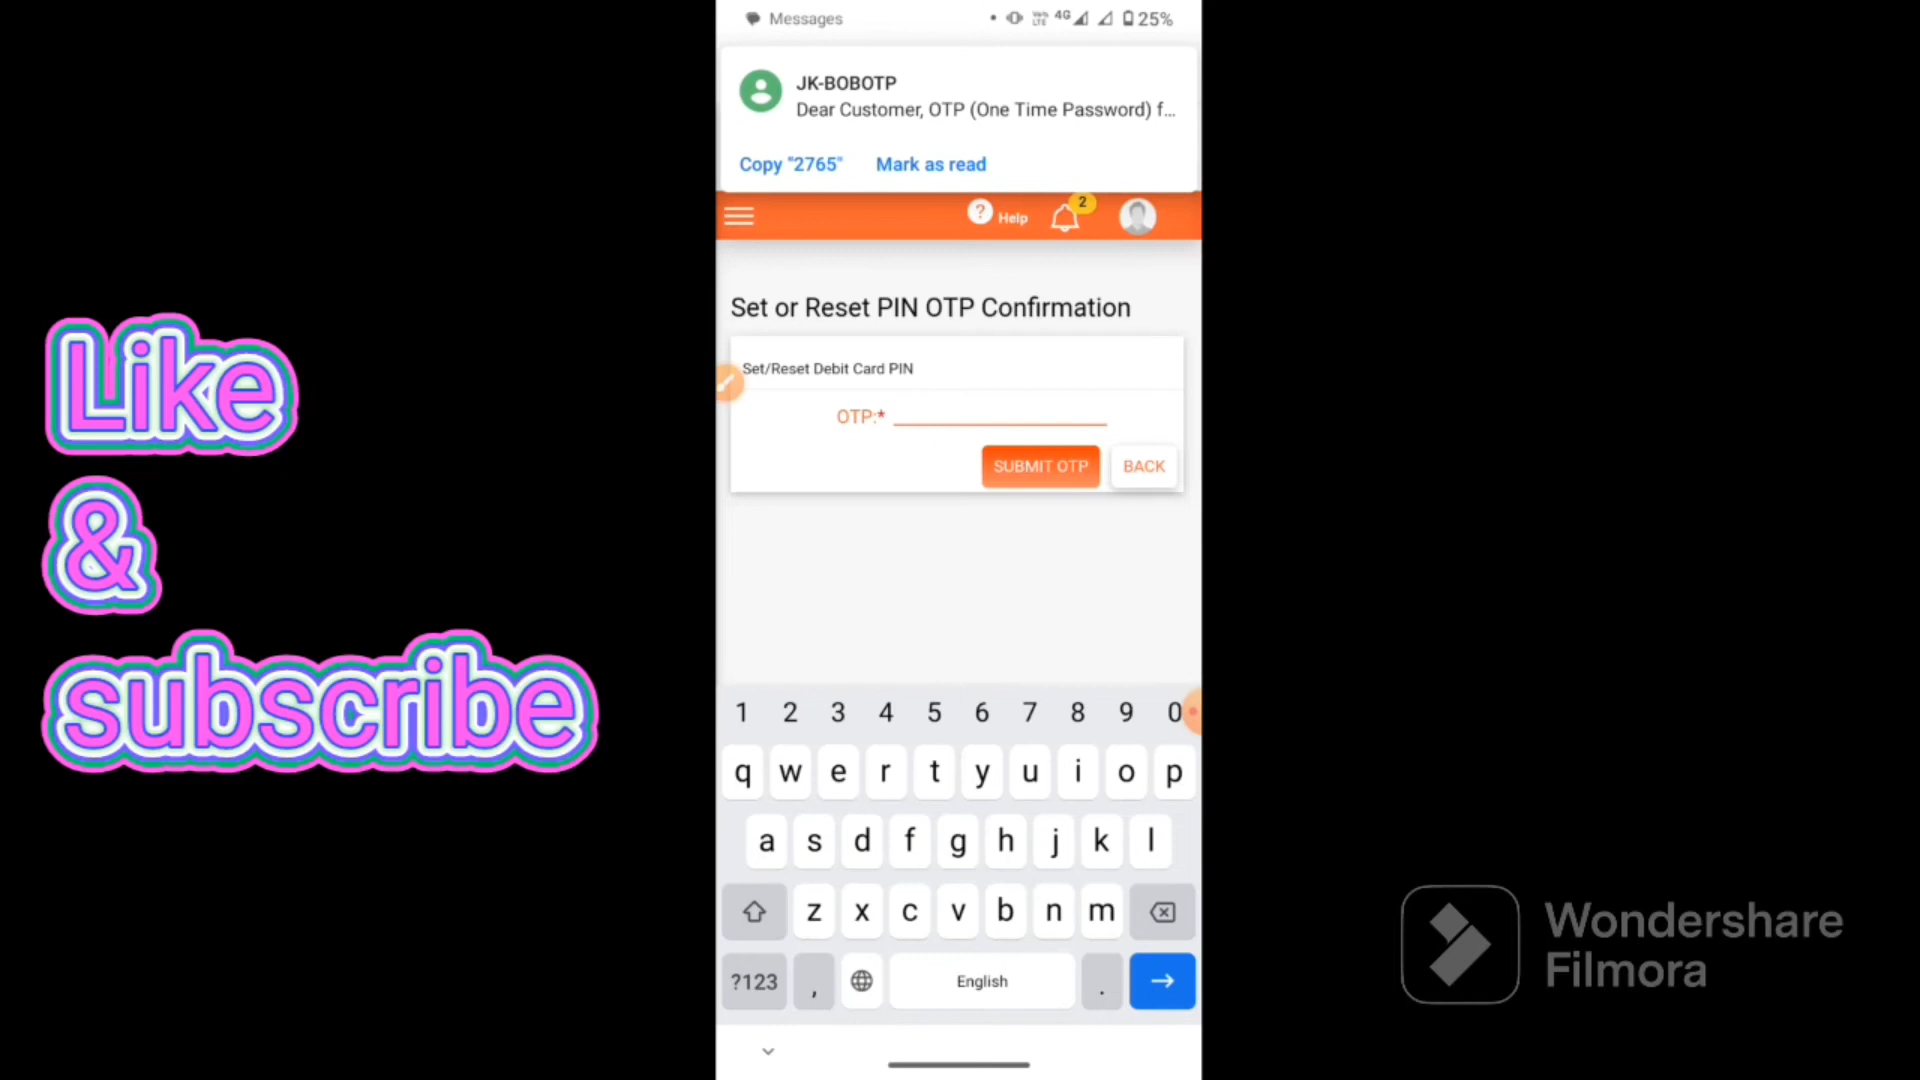 Messages
VoLTE 4G 25%
JK-BOBOTP
Dear Customer, OTP (One Time Password) f...
Copy "2765" Mark as read
? Help 2
Set or Reset PIN OTP Confirmation
Set/Reset Debit Card PIN
OTP:*
SUBMIT OTP BACK
Like
&
subscribe
1 2 3 4 5 6 7 8 9 0
q w e r t y u i o p
a s d f g h j k l
z x c v b n m
?123 , English .
Wondershare
Filmora